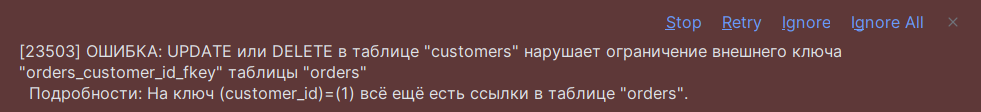 Stop Retry Ignore Ignore All ×
[23503] ОШИБКА: UPDATE или DELETE в таблице "customers" нарушает ограничение внешнего ключа
"orders_customer_id_fkey" таблицы "orders"
Подробности: На ключ (customer_id)=(1) всё ещё есть ссылки в таблице "orders".